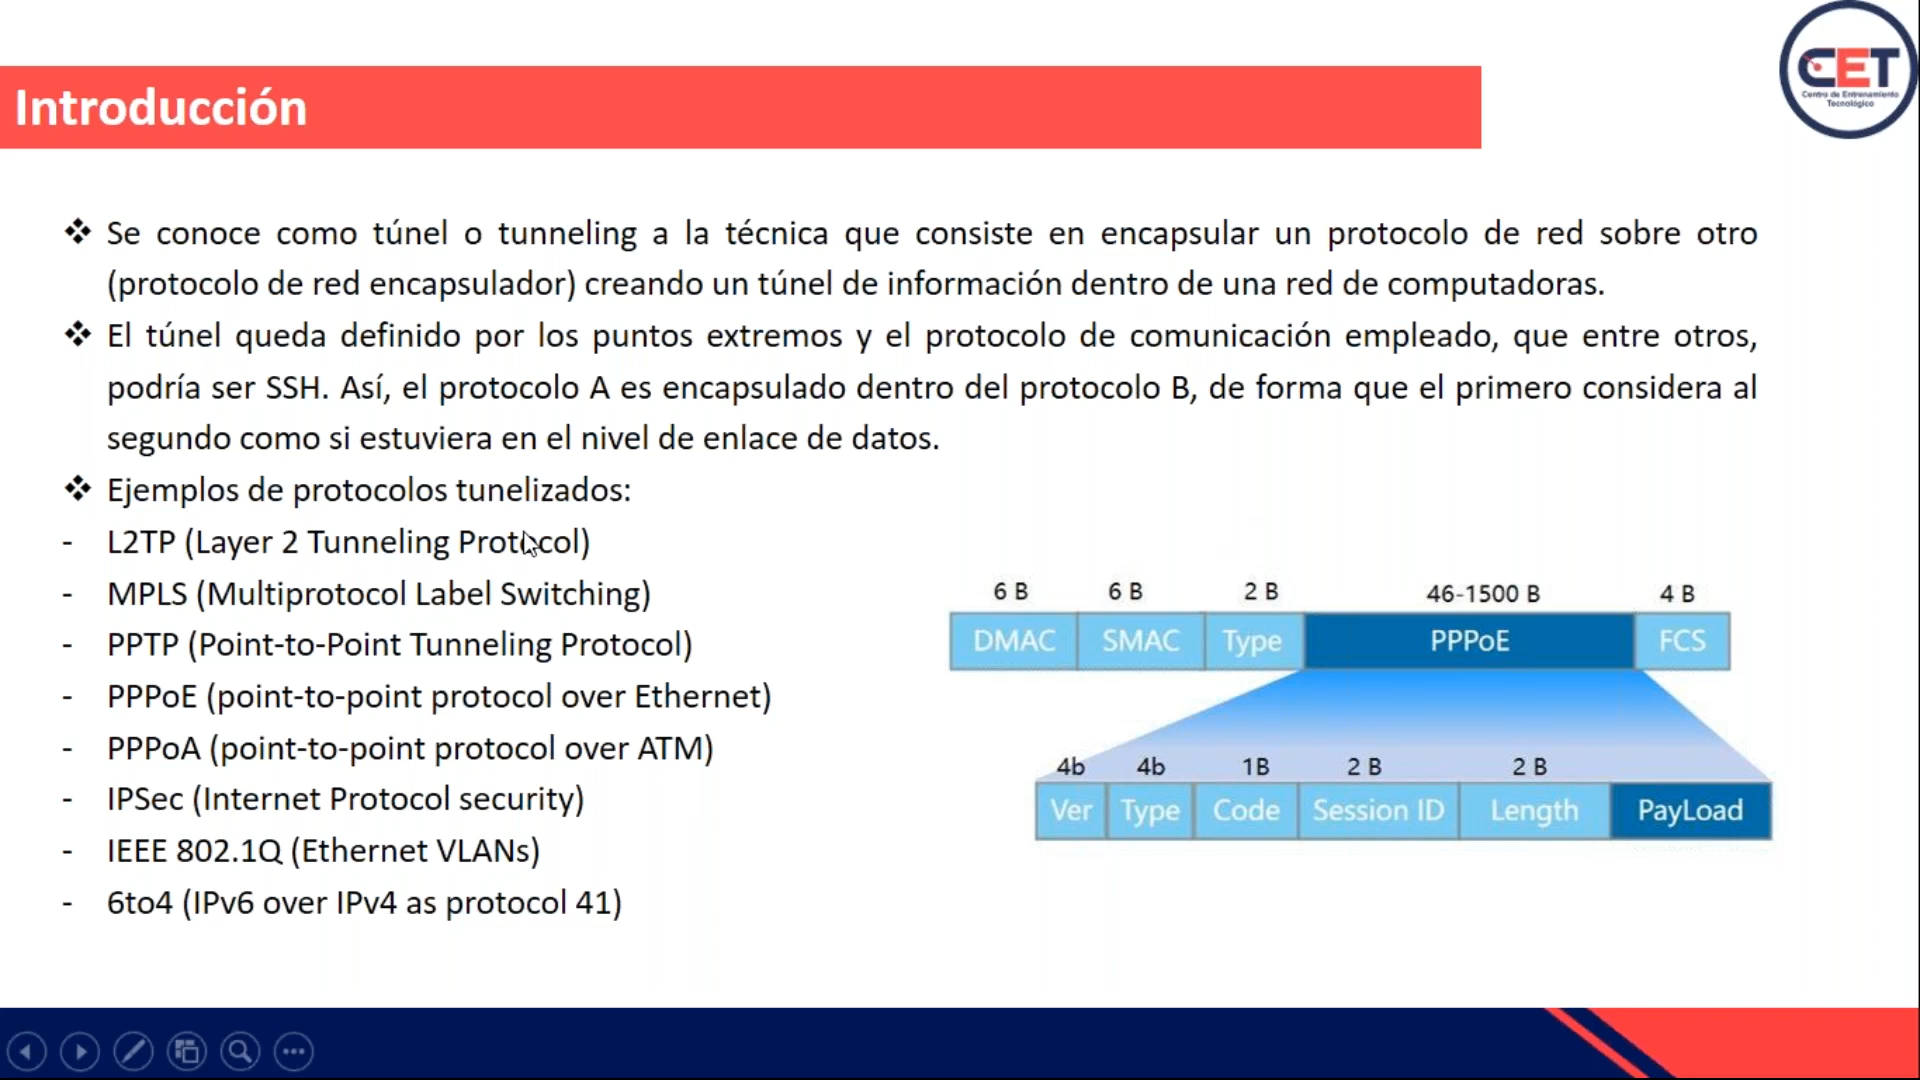 CET
Centro de Entrenamiento
Tecnológico
Introducción
❖ Se conoce como túnel o tunneling a la técnica que consiste en encapsular un protocolo de red sobre otro
(protocolo de red encapsulador) creando un túnel de información dentro de una red de computadoras.
❖ El túnel queda definido por los puntos extremos y el protocolo de comunicación empleado, que entre otros,
podría ser SSH. Así, el protocolo A es encapsulado dentro del protocolo B, de forma que el primero considera al
segundo como si estuviera en el nivel de enlace de datos.
❖ Ejemplos de protocolos tunelizados:
- L2TP (Layer 2 Tunneling Protocol)
- MPLS (Multiprotocol Label Switching)
- PPTP (Point-to-Point Tunneling Protocol)
- PPPoE (point-to-point protocol over Ethernet)
- PPPoA (point-to-point protocol over ATM)
- IPSec (Internet Protocol security)
- IEEE 802.1Q (Ethernet VLANs)
- 6to4 (IPv6 over IPv4 as protocol 41)
6 B 6 B 2 B 46-1500 B 4 B
DMAC SMAC Type PPPoE FCS
4b 4b 1B 2 B 2 B
Ver Type Code Session ID Length PayLoad